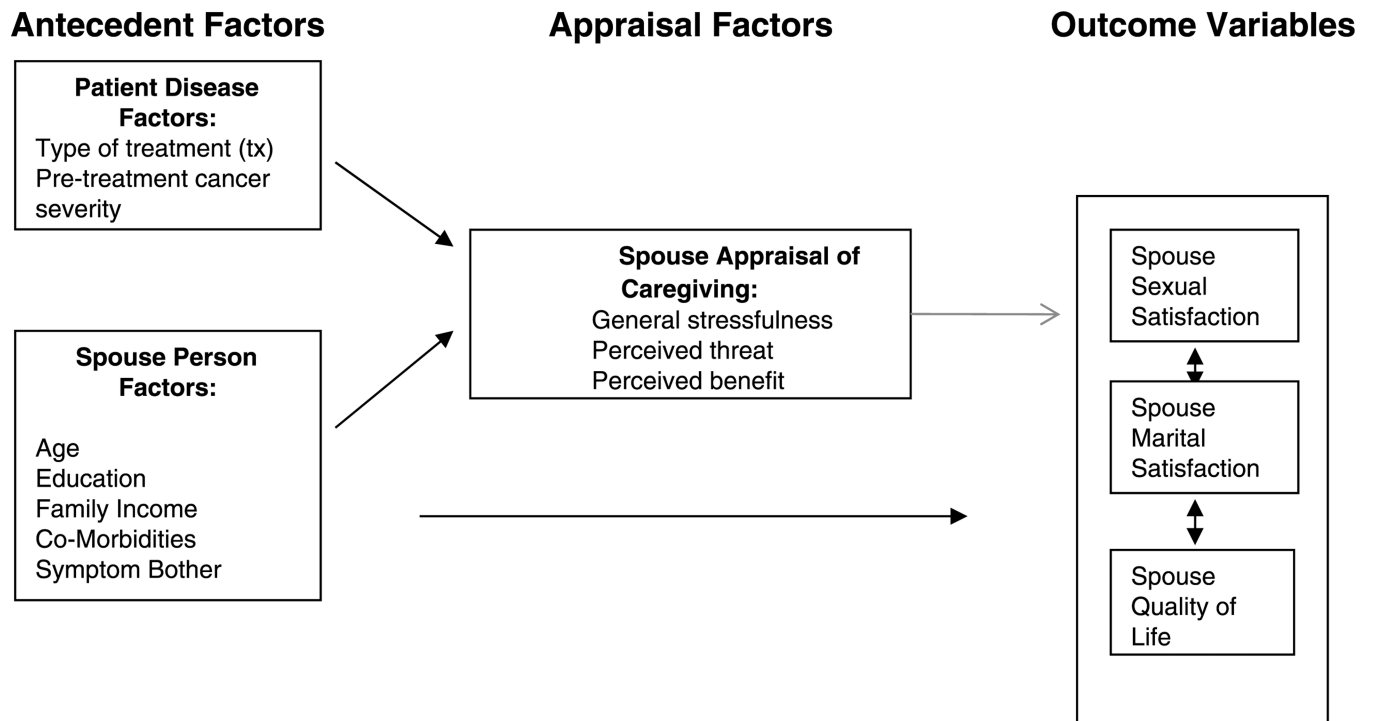 Antecedent Factors
Appraisal Factors
Outcome Variables
Patient Disease
Factors:
Type of treatment (tx)
Pre-treatment cancer
severity
Spouse Person
Factors:
Age
Education
Family Income
Co-Morbidities
Symptom Bother
Spouse Appraisal of
Caregiving:
General stressfulness
Perceived threat
Perceived benefit
Spouse
Sexual
Satisfaction
Spouse
Marital
Satisfaction
Spouse
Quality of
Life